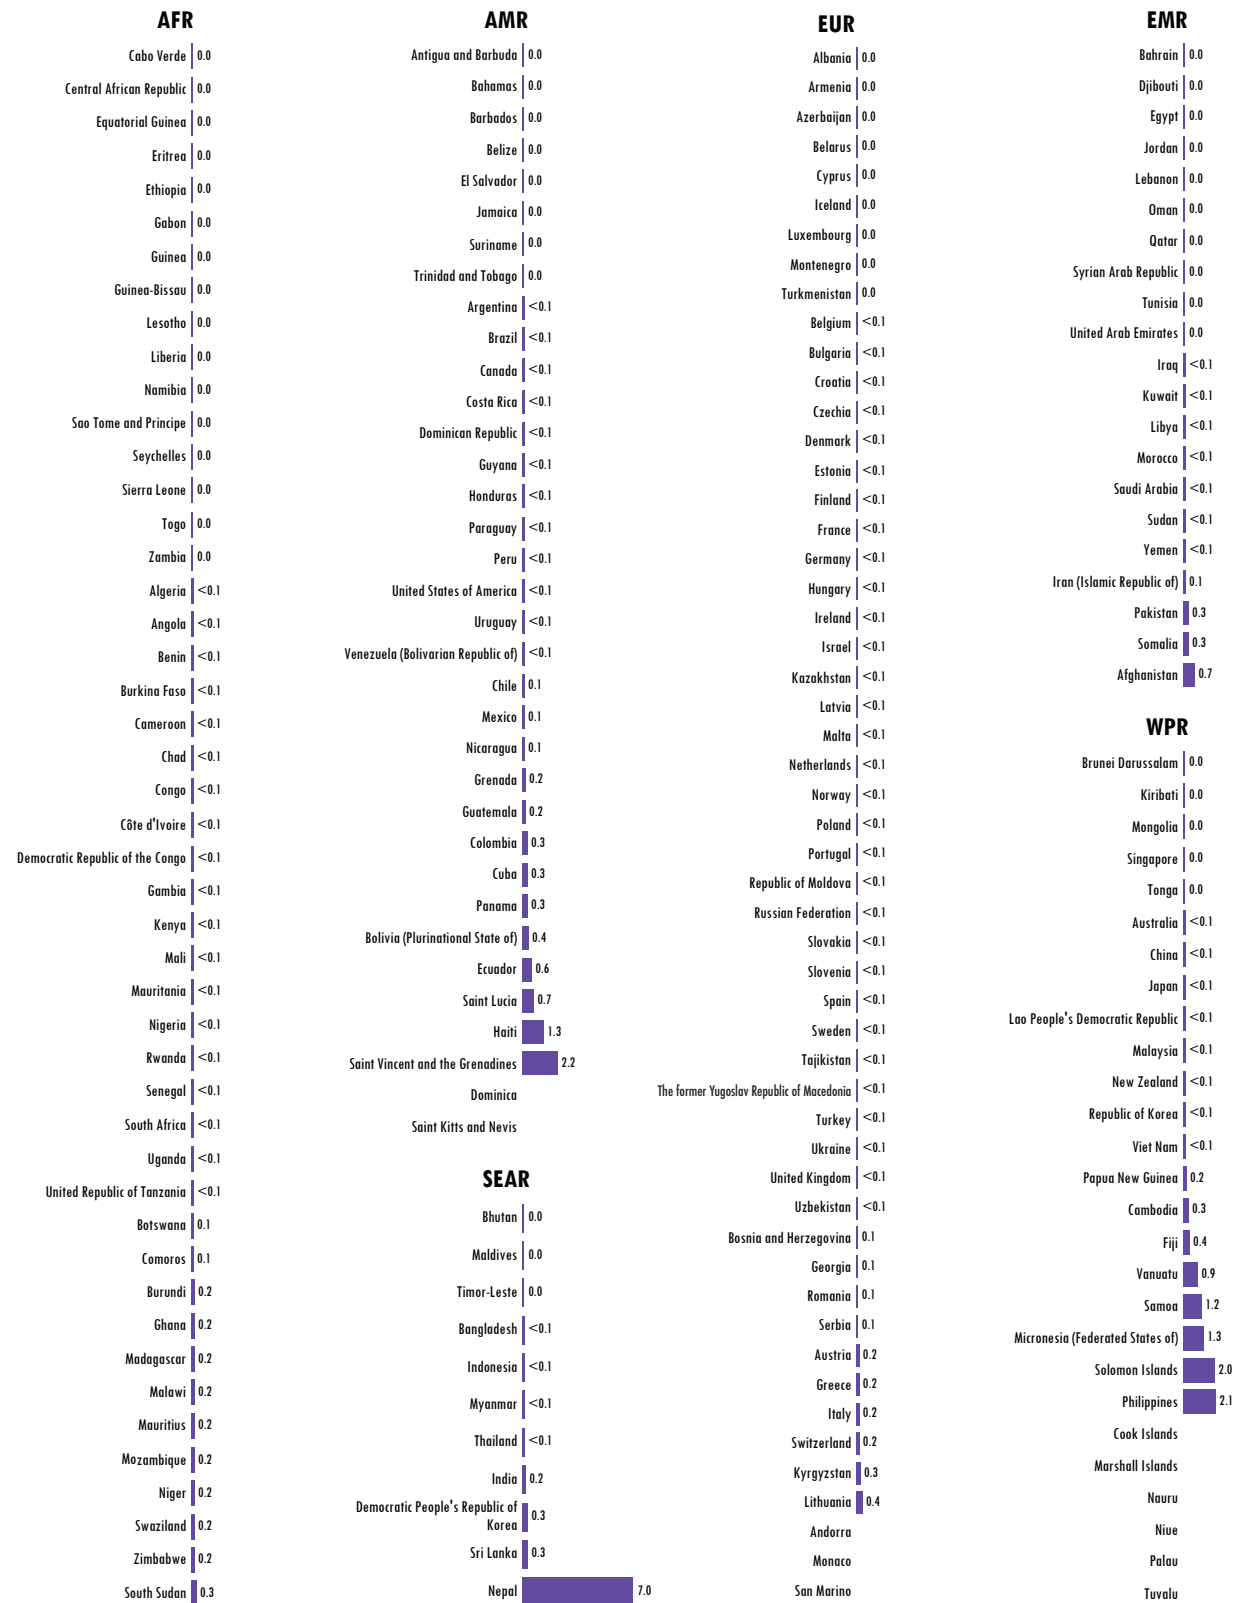 AFR
Cabo Verde 0.0
Central African Republic 0.0
Equatorial Guinea 0.0
Eritrea 0.0
Ethiopia 0.0
Gabon 0.0
Guinea 0.0
Guinea-Bissau 0.0
Lesotho 0.0
Liberia 0.0
Namibia 0.0
Sao Tome and Principe 0.0
Seychelles 0.0
Sierra Leone 0.0
Togo 0.0
Zambia 0.0
Algeria <0.1
Angola <0.1
Benin <0.1
Burkina Faso <0.1
Cameroon <0.1
Chad <0.1
Congo <0.1
Côte d'Ivoire <0.1
Democratic Republic of the Congo <0.1
Gambia <0.1
Kenya <0.1
Mali <0.1
Mauritania <0.1
Nigeria <0.1
Rwanda <0.1
Senegal <0.1
South Africa <0.1
Uganda <0.1
United Republic of Tanzania <0.1
Botswana 0.1
Comoros 0.1
Burundi 0.2
Ghana 0.2
Madagascar 0.2
Malawi 0.2
Mauritius 0.2
Mozambique 0.2
Niger 0.2
Swaziland 0.2
Zimbabwe 0.2
South Sudan 0.3
AMR
Antigua and Barbuda 0.0
Bahamas 0.0
Barbados 0.0
Belize 0.0
El Salvador 0.0
Jamaica 0.0
Suriname 0.0
Trinidad and Tobago 0.0
Argentina <0.1
Brazil <0.1
Canada <0.1
Costa Rica <0.1
Dominican Republic <0.1
Guyana <0.1
Honduras <0.1
Paraguay <0.1
Peru <0.1
United States of America <0.1
Uruguay <0.1
Venezuela (Bolivarian Republic of) <0.1
Chile 0.1
Mexico 0.1
Nicaragua 0.1
Grenada 0.2
Guatemala 0.2
Colombia 0.3
Cuba 0.3
Panama 0.3
Bolivia (Plurinational State of) 0.4
Ecuador 0.6
Saint Lucia 0.7
Haiti 1.3
Saint Vincent and the Grenadines 2.2
Dominica
Saint Kitts and Nevis
SEAR
Bhutan 0.0
Maldives 0.0
Timor-Leste 0.0
Bangladesh <0.1
Indonesia <0.1
Myanmar <0.1
Thailand <0.1
India 0.2
Democratic People's Republic of
Korea 0.3
Sri Lanka 0.3
Nepal 7.0
EUR
Albania 0.0
Armenia 0.0
Azerbaijan 0.0
Belarus 0.0
Cyprus 0.0
Iceland 0.0
Luxembourg 0.0
Montenegro 0.0
Turkmenistan 0.0
Belgium <0.1
Bulgaria <0.1
Croatia <0.1
Czechia <0.1
Denmark <0.1
Estonia <0.1
Finland <0.1
France <0.1
Germany <0.1
Hungary <0.1
Ireland <0.1
Israel <0.1
Kazakhstan <0.1
Latvia <0.1
Malta <0.1
Netherlands <0.1
Norway <0.1
Poland <0.1
Portugal <0.1
Republic of Moldova <0.1
Russian Federation <0.1
Slovakia <0.1
Slovenia <0.1
Spain <0.1
Sweden <0.1
Tajikistan <0.1
The former Yugoslav Republic of Macedonia <0.1
Turkey <0.1
Ukraine <0.1
United Kingdom <0.1
Uzbekistan <0.1
Bosnia and Herzegovina 0.1
Georgia 0.1
Romania 0.1
Serbia 0.1
Austria 0.2
Greece 0.2
Italy 0.2
Switzerland 0.2
Kyrgyzstan 0.3
Lithuania 0.4
Andorra
Monaco
San Marino
EMR
Bahrain 0.0
Djibouti 0.0
Egypt 0.0
Jordan 0.0
Lebanon 0.0
Oman 0.0
Qatar 0.0
Syrian Arab Republic 0.0
Tunisia 0.0
United Arab Emirates 0.0
Iraq <0.1
Kuwait <0.1
Libya <0.1
Morocco <0.1
Saudi Arabia <0.1
Sudan <0.1
Yemen <0.1
Iran (Islamic Republic of) 0.1
Pakistan 0.3
Somalia 0.3
Afghanistan 0.7
WPR
Brunei Darussalam 0.0
Kiribati 0.0
Mongolia 0.0
Singapore 0.0
Tonga 0.0
Australia <0.1
China <0.1
Japan <0.1
Lao People's Democratic Republic <0.1
Malaysia <0.1
New Zealand <0.1
Republic of Korea <0.1
Viet Nam <0.1
Papua New Guinea 0.2
Cambodia 0.3
Fiji 0.4
Vanuatu 0.9
Samoa 1.2
Micronesia (Federated States of) 1.3
Solomon Islands 2.0
Philippines 2.1
Cook Islands
Marshall Islands
Nauru
Niue
Palau
Tuvalu